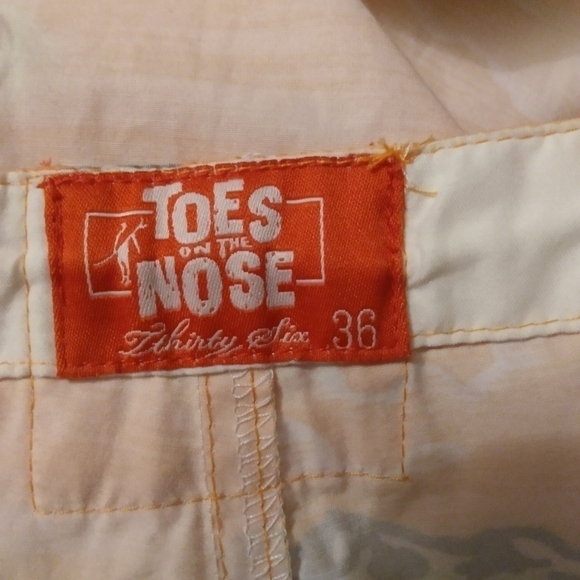 TOES
ON THE
NOSE
Thirty Six 36